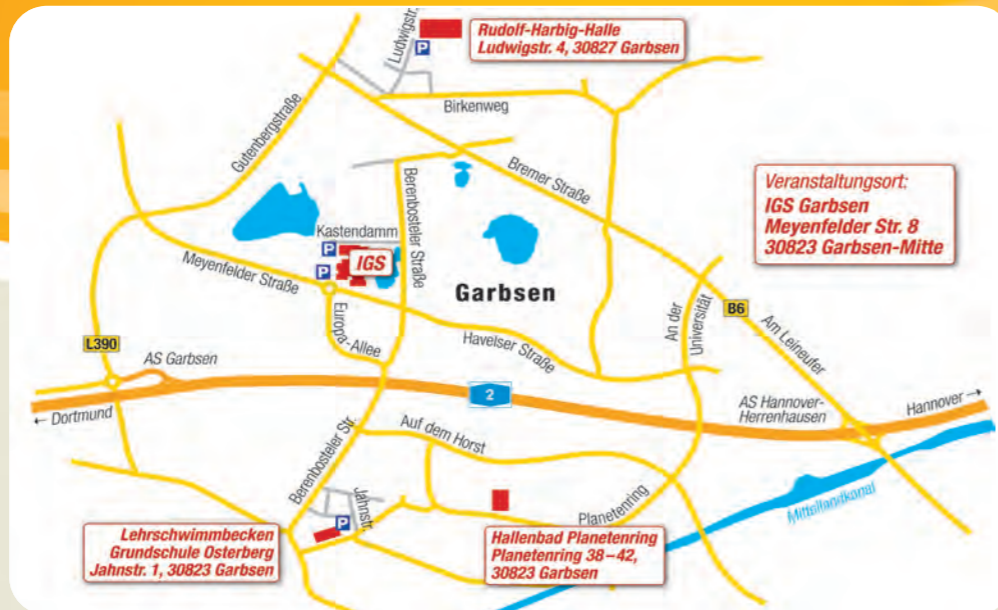 Rudolf-Harbig-Halle
Ludwigstr. 4, 30827 Garbsen
Ludwigstr.
P
Birkenweg
Gutenbergstraße
Bremer Straße
Berenbosteler Straße
Veranstaltungsort:
IGS Garbsen
Meyenfelder Str. 8
30823 Garbsen-Mitte
Kastendamm
P
IGS
P
Meyenfelder Straße
Garbsen
Europa-Allee
Havelser Straße
An der
Universität
B6
Am Leineufer
L390
AS Garbsen
2
← Dortmund
AS Hannover-
Herrenhausen
Hannover →
Auf dem Horst
Berenbosteler Str.
Jahnstr.
P
Planetenring
Mittellandkanal
Lehrschwimmbecken
Grundschule Osterberg
Jahnstr. 1, 30823 Garbsen
Hallenbad Planetenring
Planetenring 38–42,
30823 Garbsen